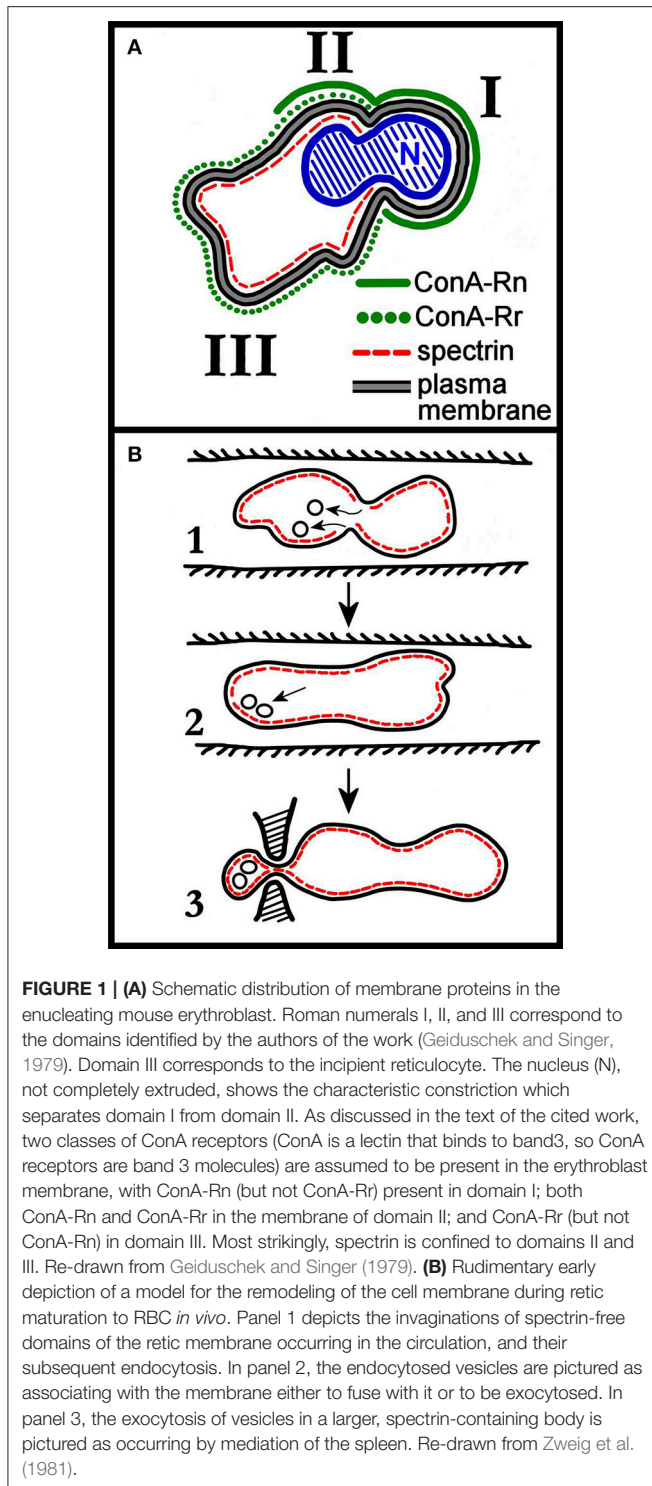 A
II
I
N
III
ConA-Rn
ConA-Rr
spectrin
plasma
membrane
B
1
2
3
FIGURE 1 | (A) Schematic distribution of membrane proteins in the
enucleating mouse erythroblast. Roman numerals I, II, and III correspond to
the domains identified by the authors of the work (Geiduschek and Singer,
1979). Domain III corresponds to the incipient reticulocyte. The nucleus (N),
not completely extruded, shows the characteristic constriction which
separates domain I from domain II. As discussed in the text of the cited work,
two classes of ConA receptors (ConA is a lectin that binds to band3, so ConA
receptors are band 3 molecules) are assumed to be present in the erythroblast
membrane, with ConA-Rn (but not ConA-Rr) present in domain I; both
ConA-Rn and ConA-Rr in the membrane of domain II; and ConA-Rr (but not
ConA-Rn) in domain III. Most strikingly, spectrin is confined to domains II and
III. Re-drawn from Geiduschek and Singer (1979). (B) Rudimentary early
depiction of a model for the remodeling of the cell membrane during retic
maturation to RBC in vivo. Panel 1 depicts the invaginations of spectrin-free
domains of the retic membrane occurring in the circulation, and their
subsequent endocytosis. In panel 2, the endocytosed vesicles are pictured as
associating with the membrane either to fuse with it or to be exocytosed. In
panel 3, the exocytosis of vesicles in a larger, spectrin-containing body is
pictured as occurring by mediation of the spleen. Re-drawn from Zweig et al.
(1981).